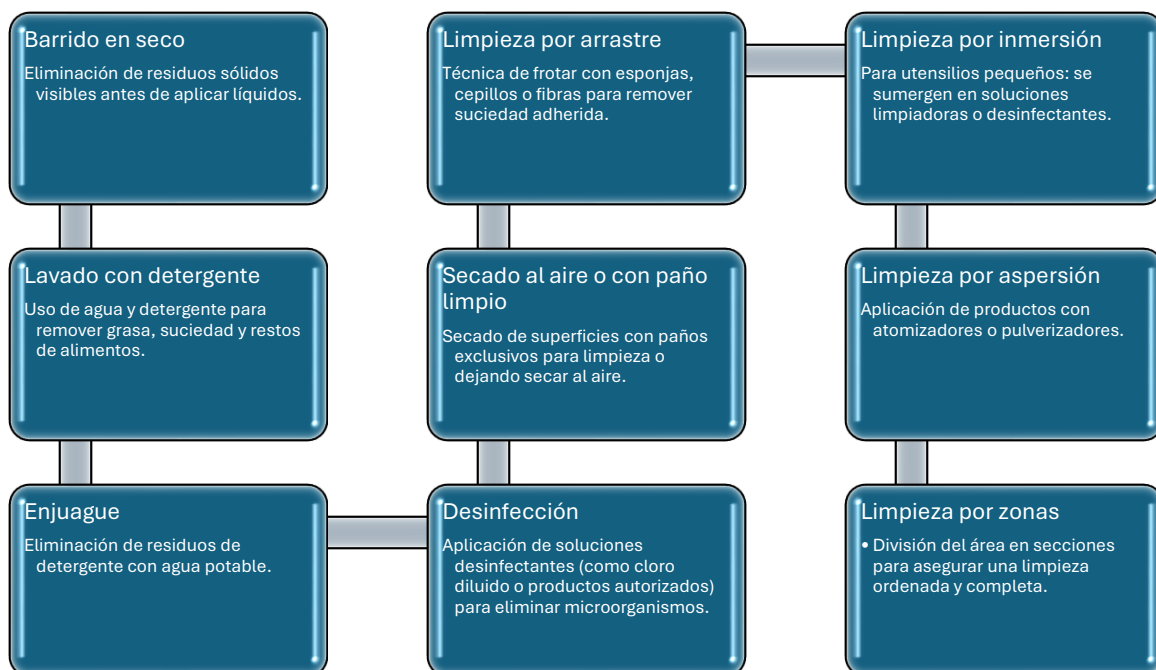 Barrido en seco
Eliminación de residuos sólidos
visibles antes de aplicar líquidos.
Lavado con detergente
Uso de agua y detergente para
remover grasa, suciedad y restos
de alimentos.
Enjuague
Eliminación de residuos de
detergente con agua potable.
Desinfección
Aplicación de soluciones
desinfectantes (como cloro
diluido o productos autorizados)
para eliminar microorganismos.
Secado al aire o con paño
limpio
Secado de superficies con paños
exclusivos para limpieza o
dejando secar al aire.
Limpieza por arrastre
Técnica de frotar con esponjas,
cepillos o fibras para remover
suciedad adherida.
Limpieza por inmersión
Para utensilios pequeños: se
sumergen en soluciones
limpiadoras o desinfectantes.
Limpieza por aspersión
Aplicación de productos con
atomizadores o pulverizadores.
Limpieza por zonas
• División del área en secciones
para asegurar una limpieza
ordenada y completa.